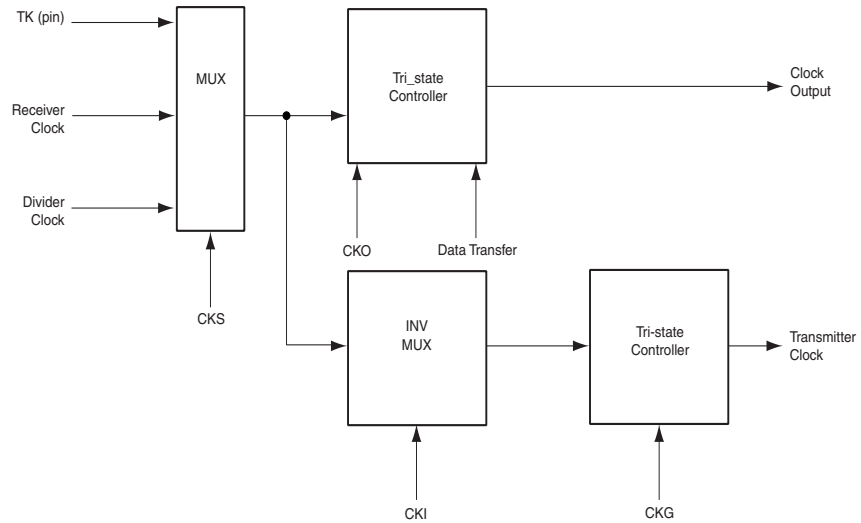 TK (pin)
MUX
Tri_state
Controller
Clock
Output
Receiver
Clock
Divider
Clock
CKO
Data Transfer
CKS
INV
MUX
Tri-state
Controller
Transmitter
Clock
CKI
CKG